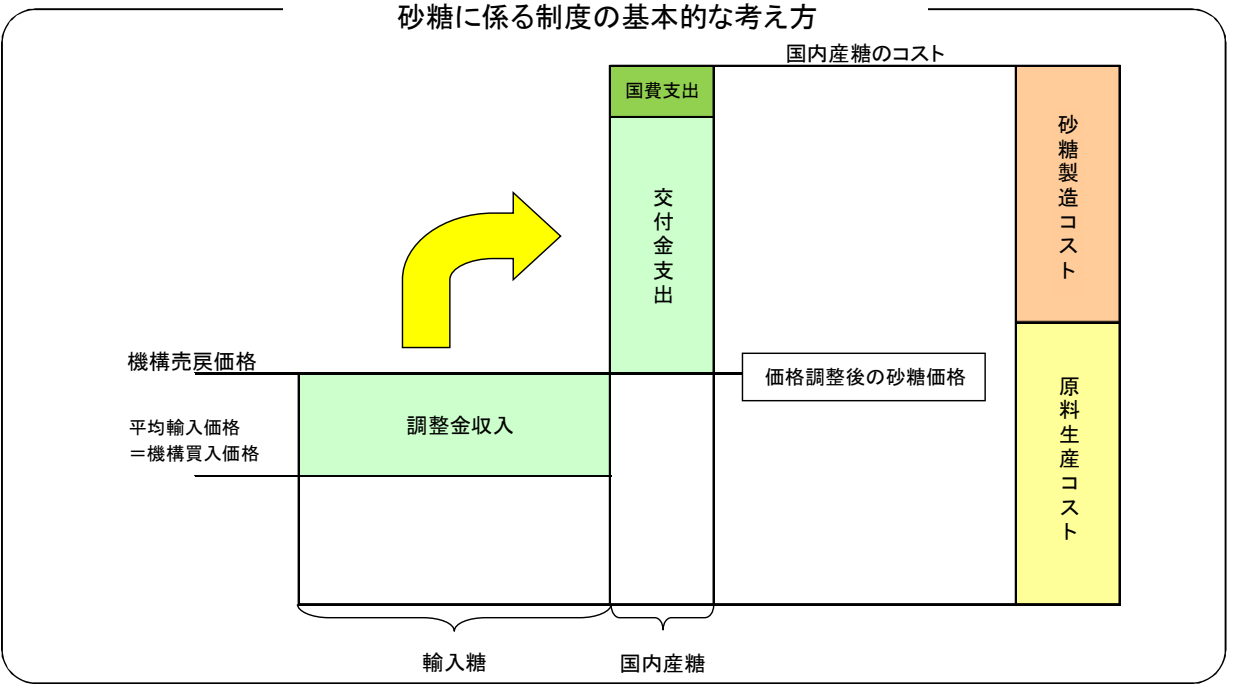 砂糖に係る制度の基本的な考え方
国内産糖のコスト
国費支出
交付金支出
砂糖製造コスト
機構売戻価格
価格調整後の砂糖価格
平均輸入価格
＝機構買入価格
調整金収入
原料生産コスト
輸入糖
国内産糖